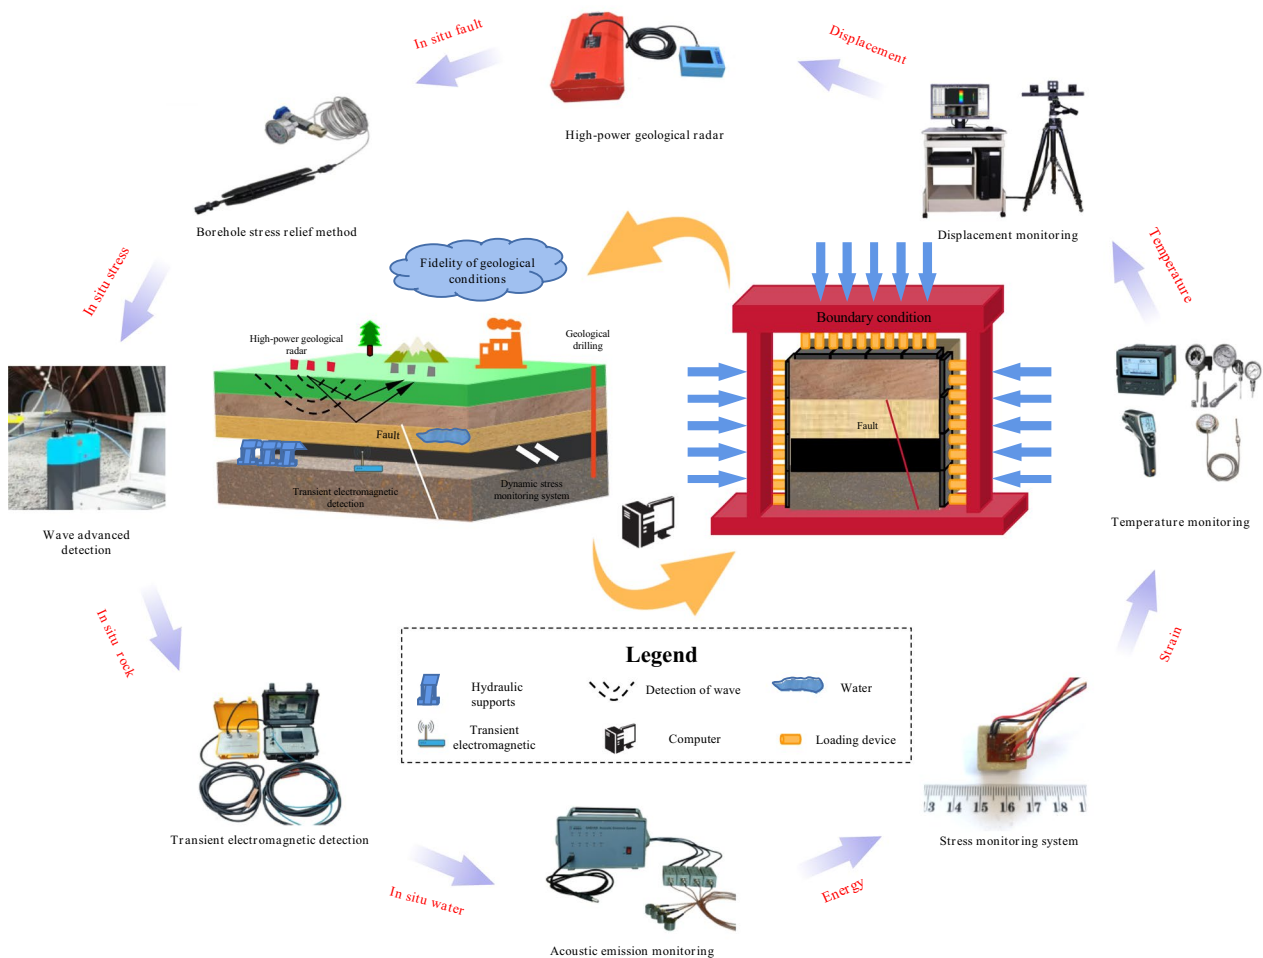 In situ fault
Displacement
High-power geological radar
Borehole stress relief method
Displacement monitoring
In situ stress
Temperature
Fidelity of geological
conditions
Boundary condition
High-power geological
radar
Geological
drilling
Fault
Fault
Transient electromagnetic
detection
Dynamic stress
monitoring system
Wave advanced
detection
Temperature monitoring
In situ rock
Strain
Legend
Hydraulic
supports
Detection of wave
Water
Transient
electromagnetic
Computer
Loading device
13 14 15 16 17 18 1
Transient electromagnetic detection
Stress monitoring system
In situ water
Energy
Acoustic emission monitoring